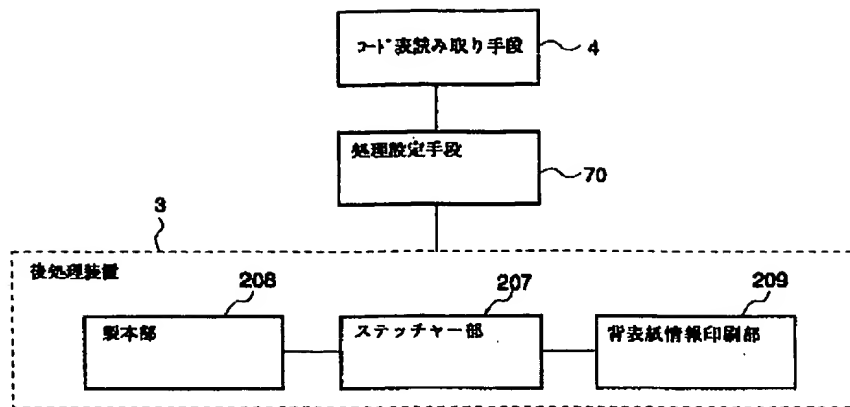 コード表読み取り手段
4
処理設定手段
70
3
後処理装置
208
207
209
製本部
ステッチャー部
背表紙情報印刷部